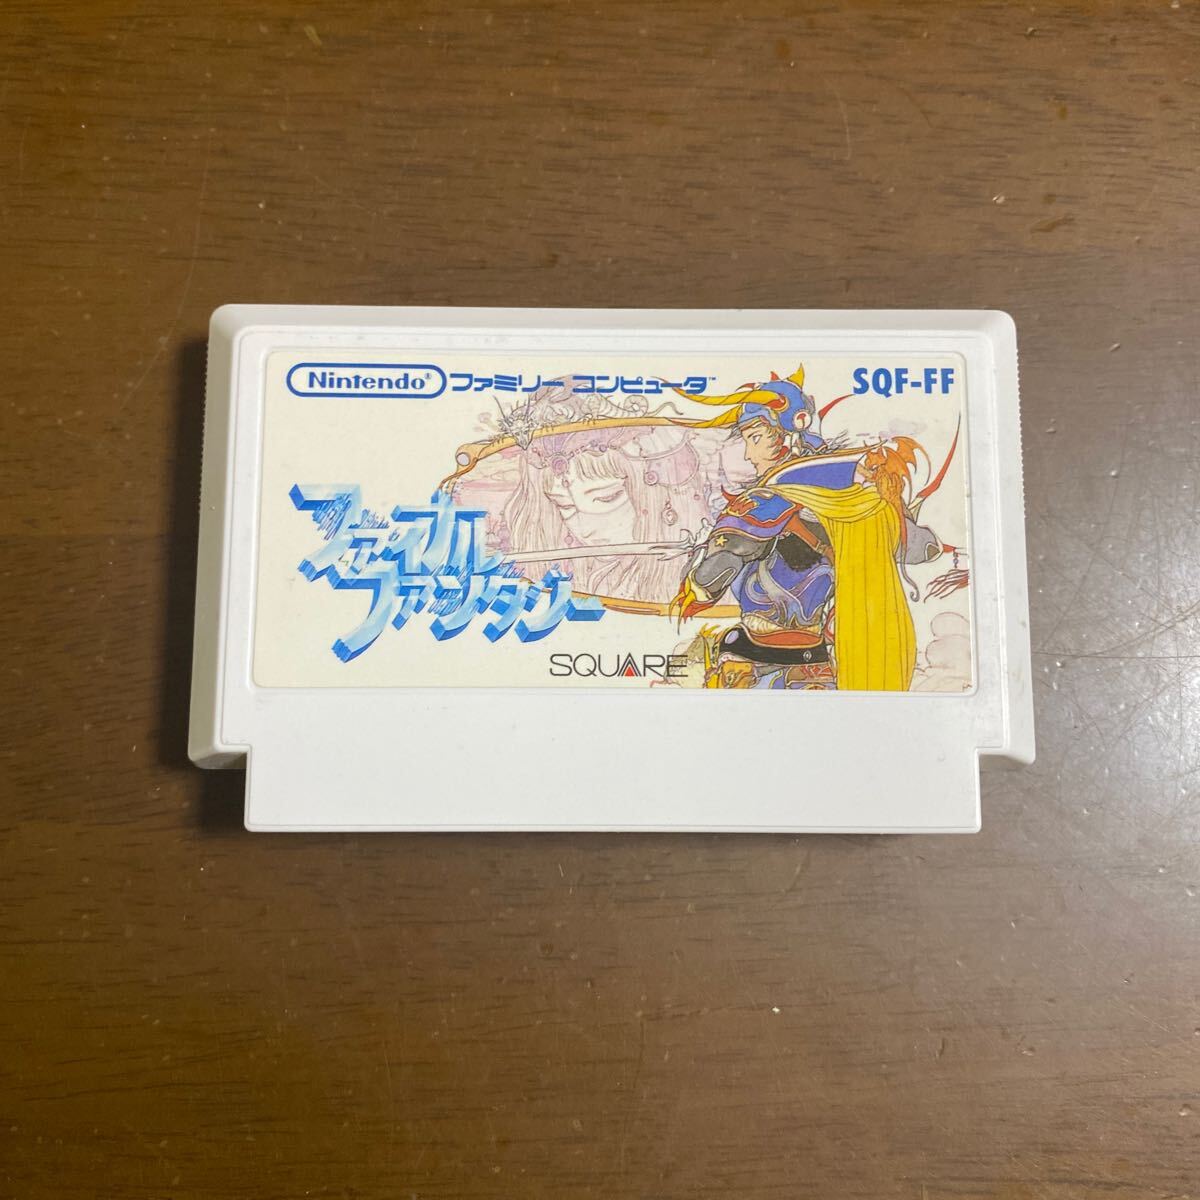 Nintendo® ファミリー コンピュータ™
SQF-FF
ファイナル
ファンタジー
SQUARE